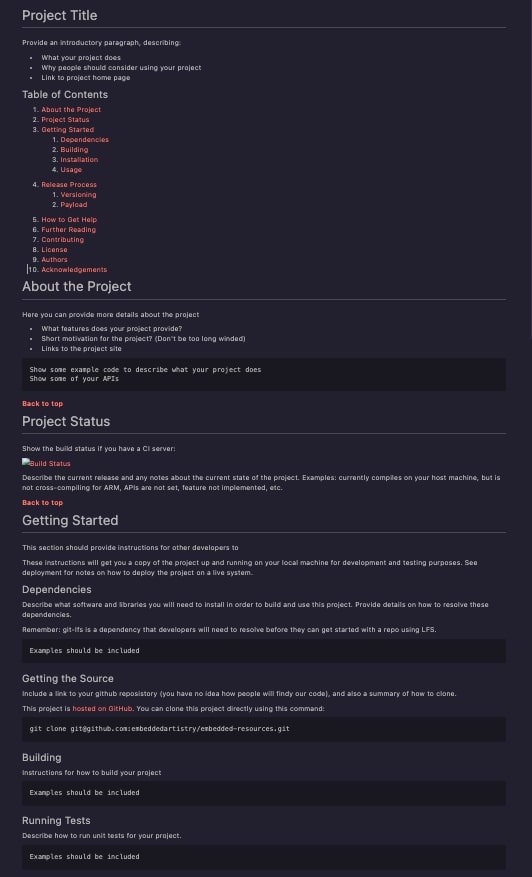 Project Title
Provide an introductory paragraph, describing:
• What your project does
• Why people should consider using your project
• Link to project home page
Table of Contents
1. About the Project
2. Project Status
3. Getting Started
1. Dependencies
2. Building
3. Installation
4. Usage
4. Release Process
1. Versioning
2. Payload
5. How to Get Help
6. Further Reading
7. Contributing
8. License
9. Authors
10. Acknowledgements
About the Project
Here you can provide more details about the project
• What features does your project provide?
• Short motivation for the project? (Don't be too long winded)
• Links to the project site
Show some example code to describe what your project does
Show some of your APIs
Back to top
Project Status
Show the build status if you have a CI server:
Build Status
Describe the current release and any notes about the current state of the project. Examples: currently compiles on your host machine, but is
not cross-compiling for ARM, APIs are not set, feature not implemented, etc.
Back to top
Getting Started
This section should provide instructions for other developers to
These instructions will get you a copy of the project up and running on your local machine for development and testing purposes. See
deployment for notes on how to deploy the project on a live system.
Dependencies
Describe what software and libraries you will need to install in order to build and use this project. Provide details on how to resolve these
dependencies.
Remember: git-lfs is a dependency that developers will need to resolve before they can get started with a repo using LFS.
Examples should be included
Getting the Source
Include a link to your github reposistory (you have no idea how people will findy our code), and also a summary of how to clone.
This project is hosted on GitHub. You can clone this project directly using this command:
git clone git@github.com:embeddedartistry/embedded-resources.git
Building
Instructions for how to build your project
Examples should be included
Running Tests
Describe how to run unit tests for your project.
Examples should be included